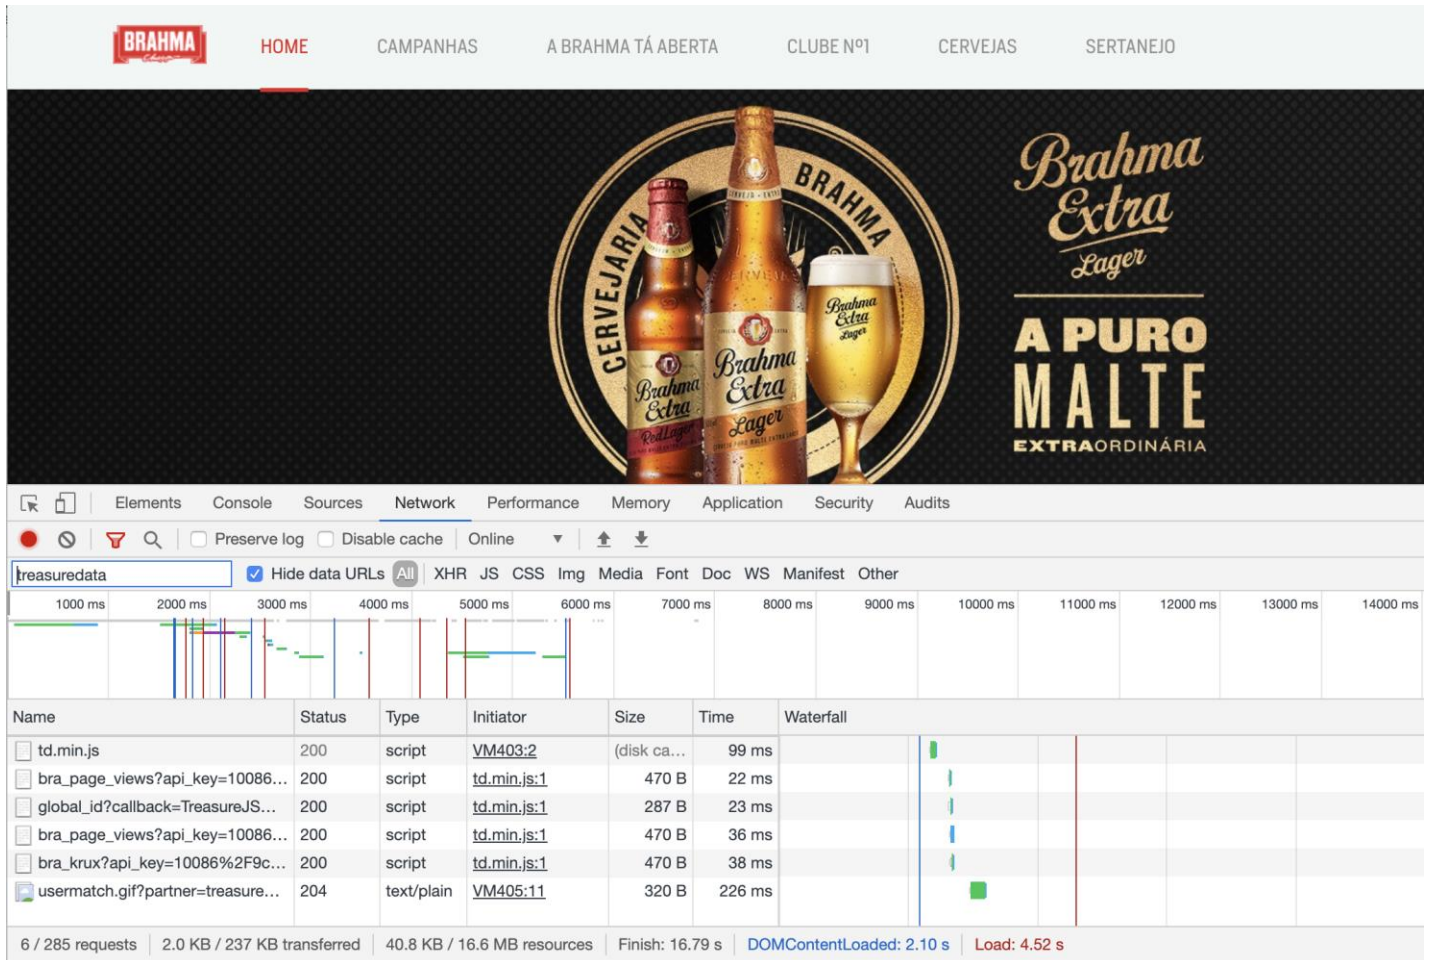 BRAHMA
Chopp
HOME
CAMPANHAS
A BRAHMA TÁ ABERTA
CLUBE Nº1
CERVEJAS
SERTANEJO
CERVEJARIA BRAHMA
Brahma
Extra
Lager
A PURO
MALTE
EXTRAORDINÁRIA
Brahma
Extra
Red Lager
Brahma
Extra
Lager
Brahma
Extra
Lager
Elements Console Sources Network Performance Memory Application Security Audits
Preserve log Disable cache Online
treasuredata Hide data URLs All XHR JS CSS Img Media Font Doc WS Manifest Other
1000 ms 2000 ms 3000 ms 4000 ms 5000 ms 6000 ms 7000 ms 8000 ms 9000 ms 10000 ms 11000 ms 12000 ms 13000 ms 14000 ms
Name Status Type Initiator Size Time Waterfall
td.min.js 200 script VM403:2 (disk ca... 99 ms
bra_page_views?api_key=10086... 200 script td.min.js:1 470 B 22 ms
global_id?callback=TreasureJS... 200 script td.min.js:1 287 B 23 ms
bra_page_views?api_key=10086... 200 script td.min.js:1 470 B 36 ms
bra_krux?api_key=10086%2F9c... 200 script td.min.js:1 470 B 38 ms
usermatch.gif?partner=treasure... 204 text/plain VM405:11 320 B 226 ms
6 / 285 requests 2.0 KB / 237 KB transferred 40.8 KB / 16.6 MB resources Finish: 16.79 s DOMContentLoaded: 2.10 s Load: 4.52 s